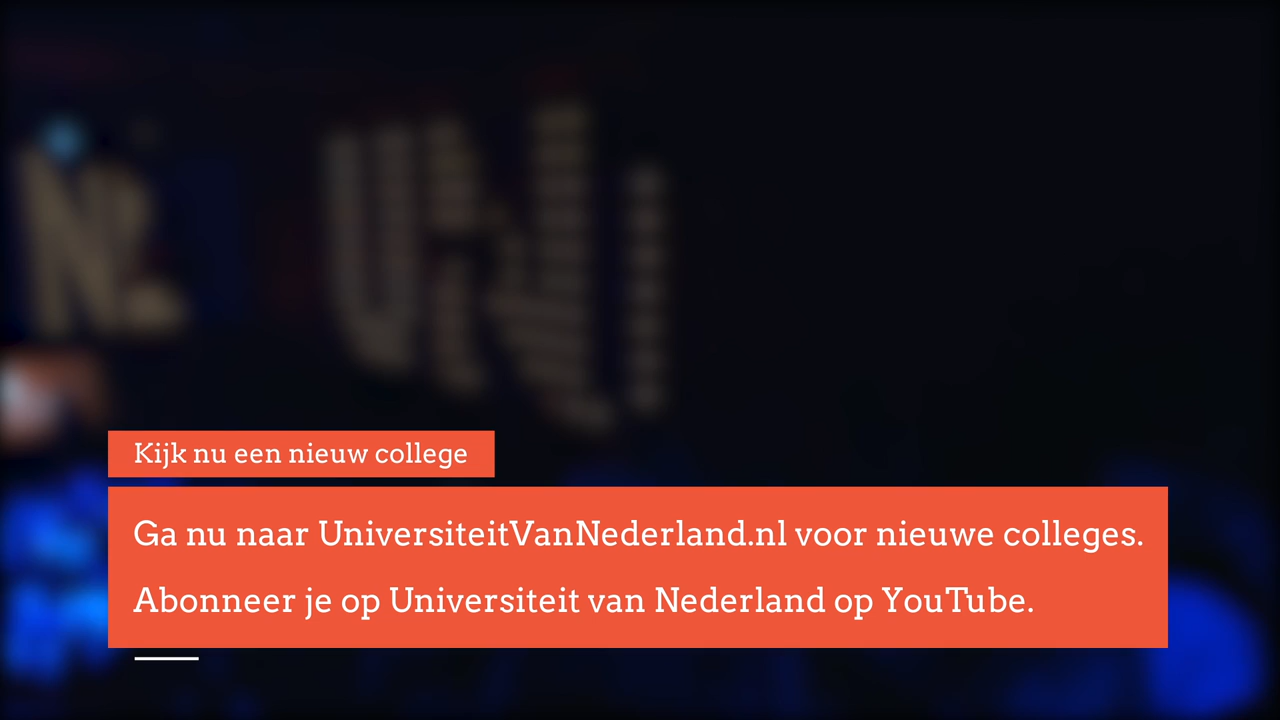 Kijk nu een nieuw college
Ga nu naar UniversiteitVanNederland.nl voor nieuwe colleges.
Abonneer je op Universiteit van Nederland op YouTube.